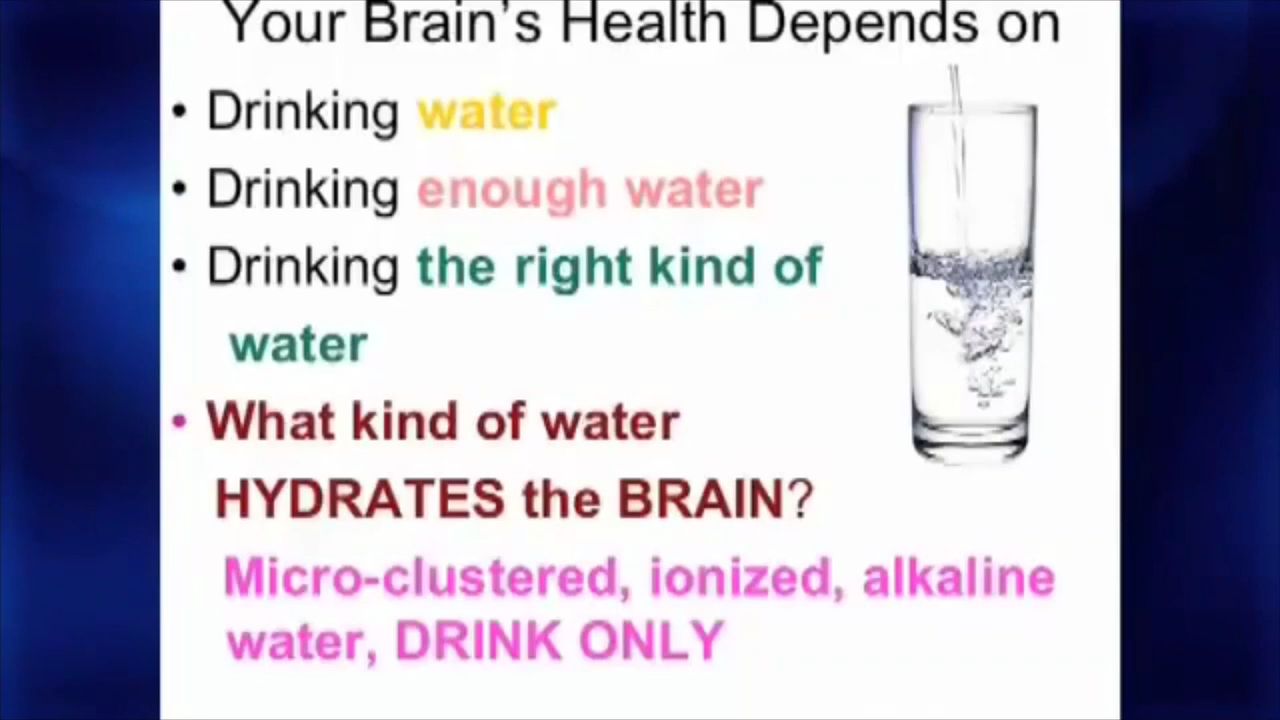 Your Brain's Health Depends on
• Drinking water
• Drinking enough water
• Drinking the right kind of
water
• What kind of water
HYDRATES the BRAIN?
Micro-clustered, ionized, alkaline
water, DRINK ONLY